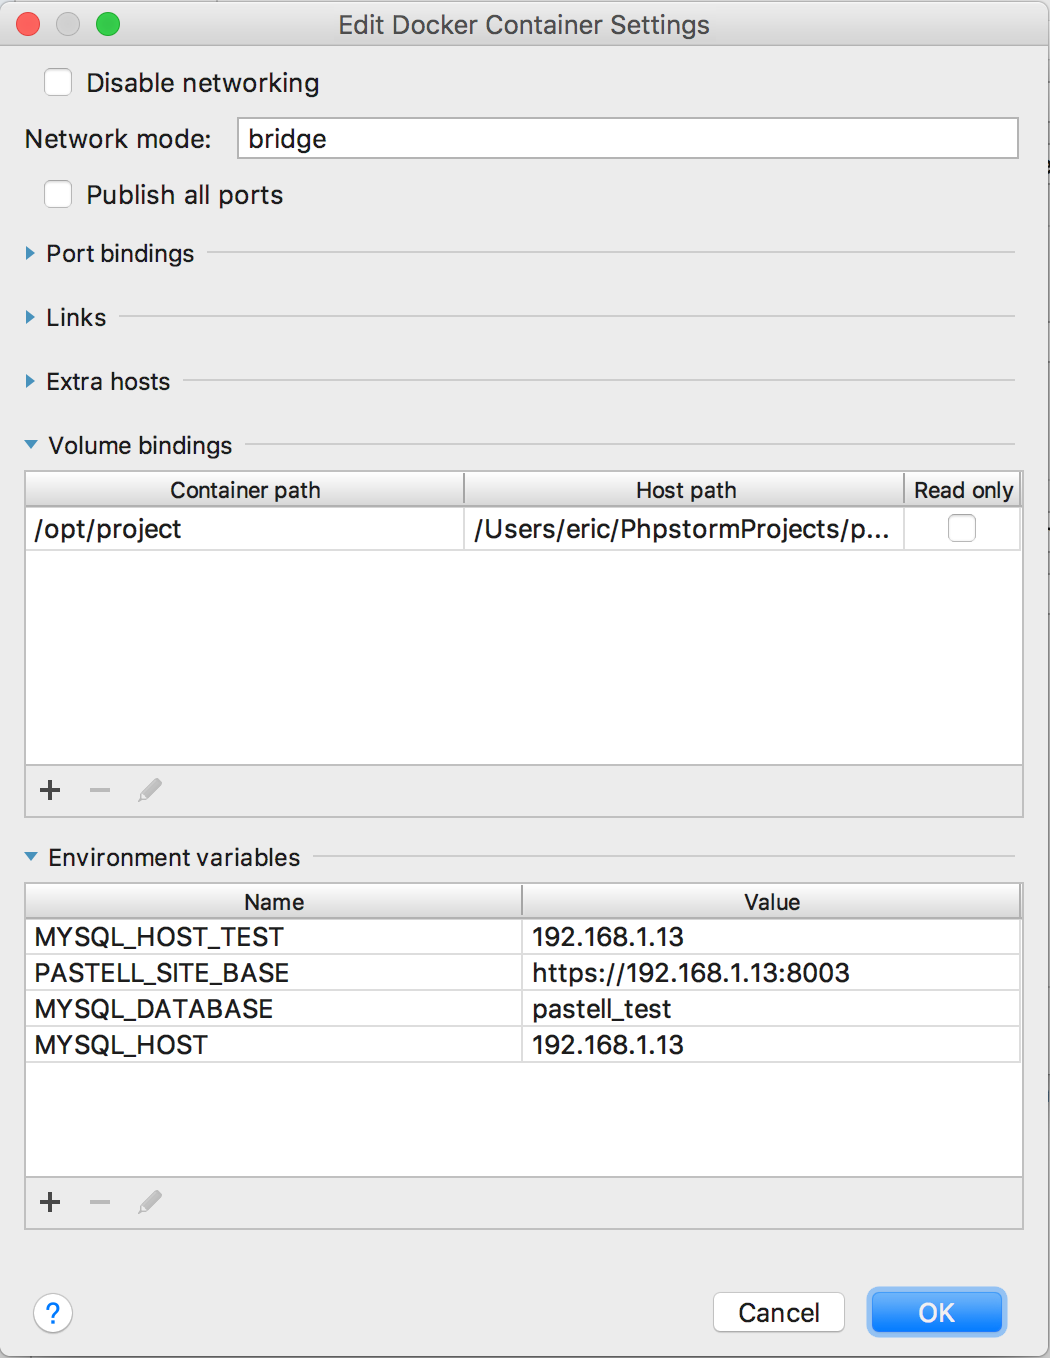 Edit Docker Container Settings
Disable networking
Network mode: bridge
Publish all ports
Port bindings
Links
Extra hosts
Volume bindings
Container path Host path Read only
/opt/project /Users/eric/PhpstormProjects/p...
Environment variables
Name Value
MYSQL_HOST_TEST 192.168.1.13
PASTELL_SITE_BASE https://192.168.1.13:8003
MYSQL_DATABASE pastell_test
MYSQL_HOST 192.168.1.13
? Cancel OK